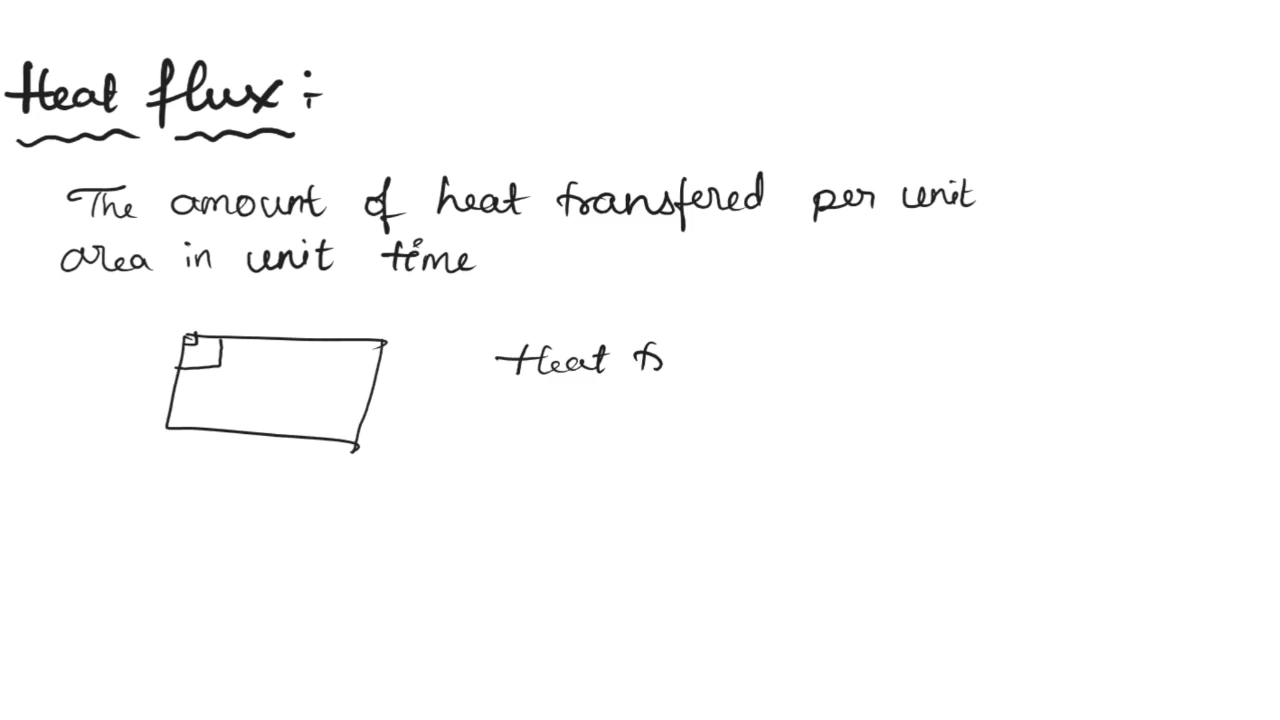 Heat flux :-
The amount of heat transfered per unit
area in unit time
Heat